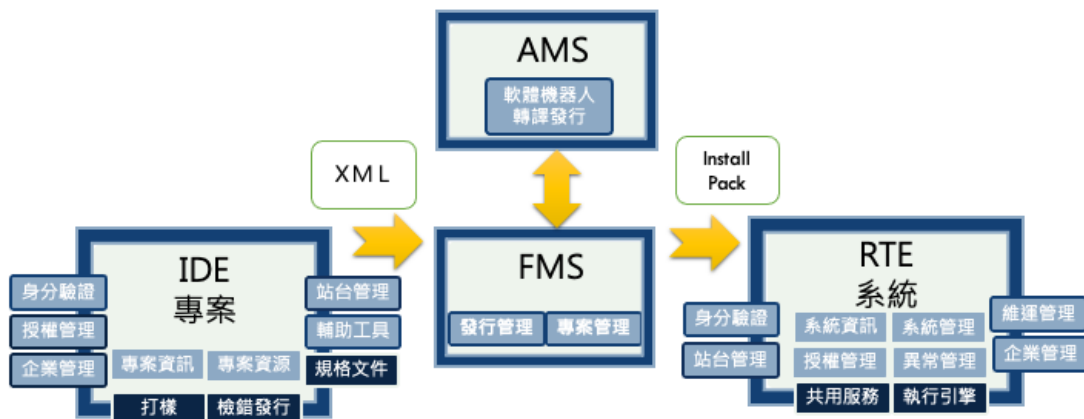 AMS
軟體機器人
轉譯發行
XML
Install
Pack
IDE
專案
身分驗證
授權管理
企業管理
站台管理
輔助工具
規格文件
專案資訊
專案資源
打樣
檢錯發行
FMS
發行管理
專案管理
RTE
系統
身分驗證
站台管理
系統資訊
系統管理
授權管理
異常管理
共用服務
執行引擎
維運管理
企業管理